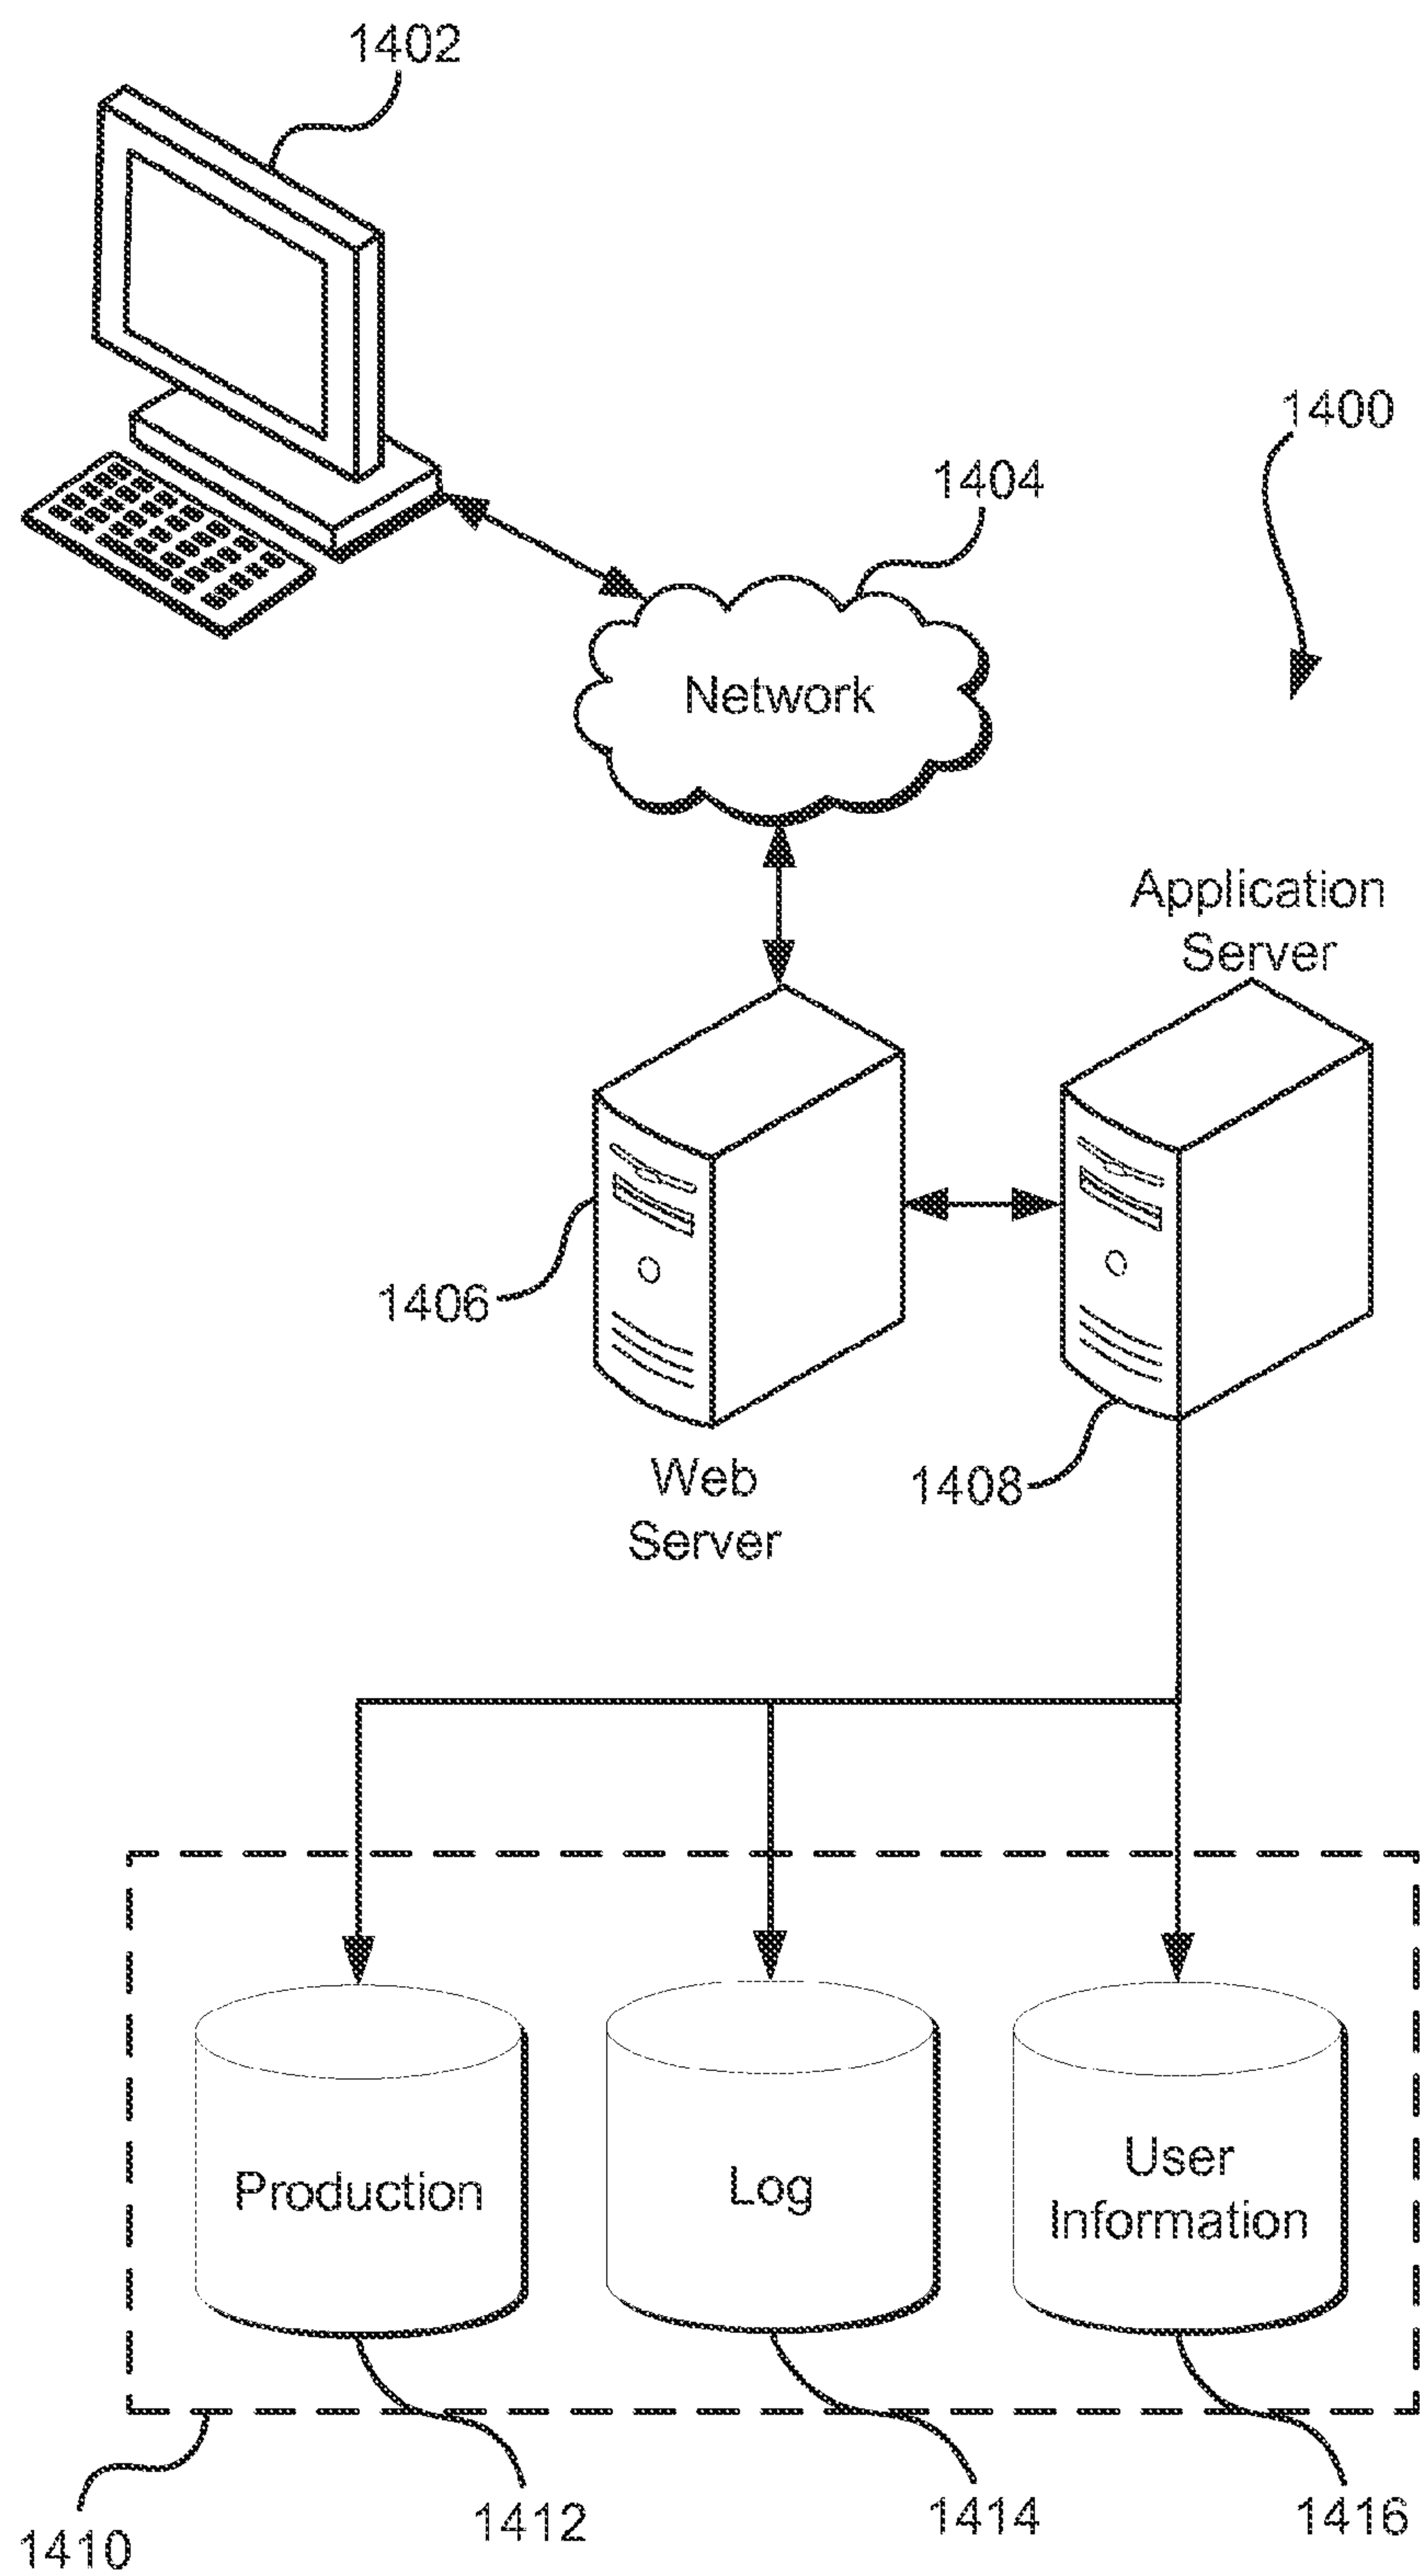 1402
1400
1404
Network
Application
Server
1406
Web
Server
1408
Production
Log
User
Information
1410
1412
1414
1416